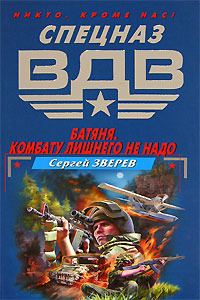 НИКТО, КРОМЕ НАС!
СПЕЦНАЗ
ВДВ
БАТЯНЯ.
КОМБАТУ ЛИШНЕГО НЕ НАДО
Сергей ЗВЕРЕВ